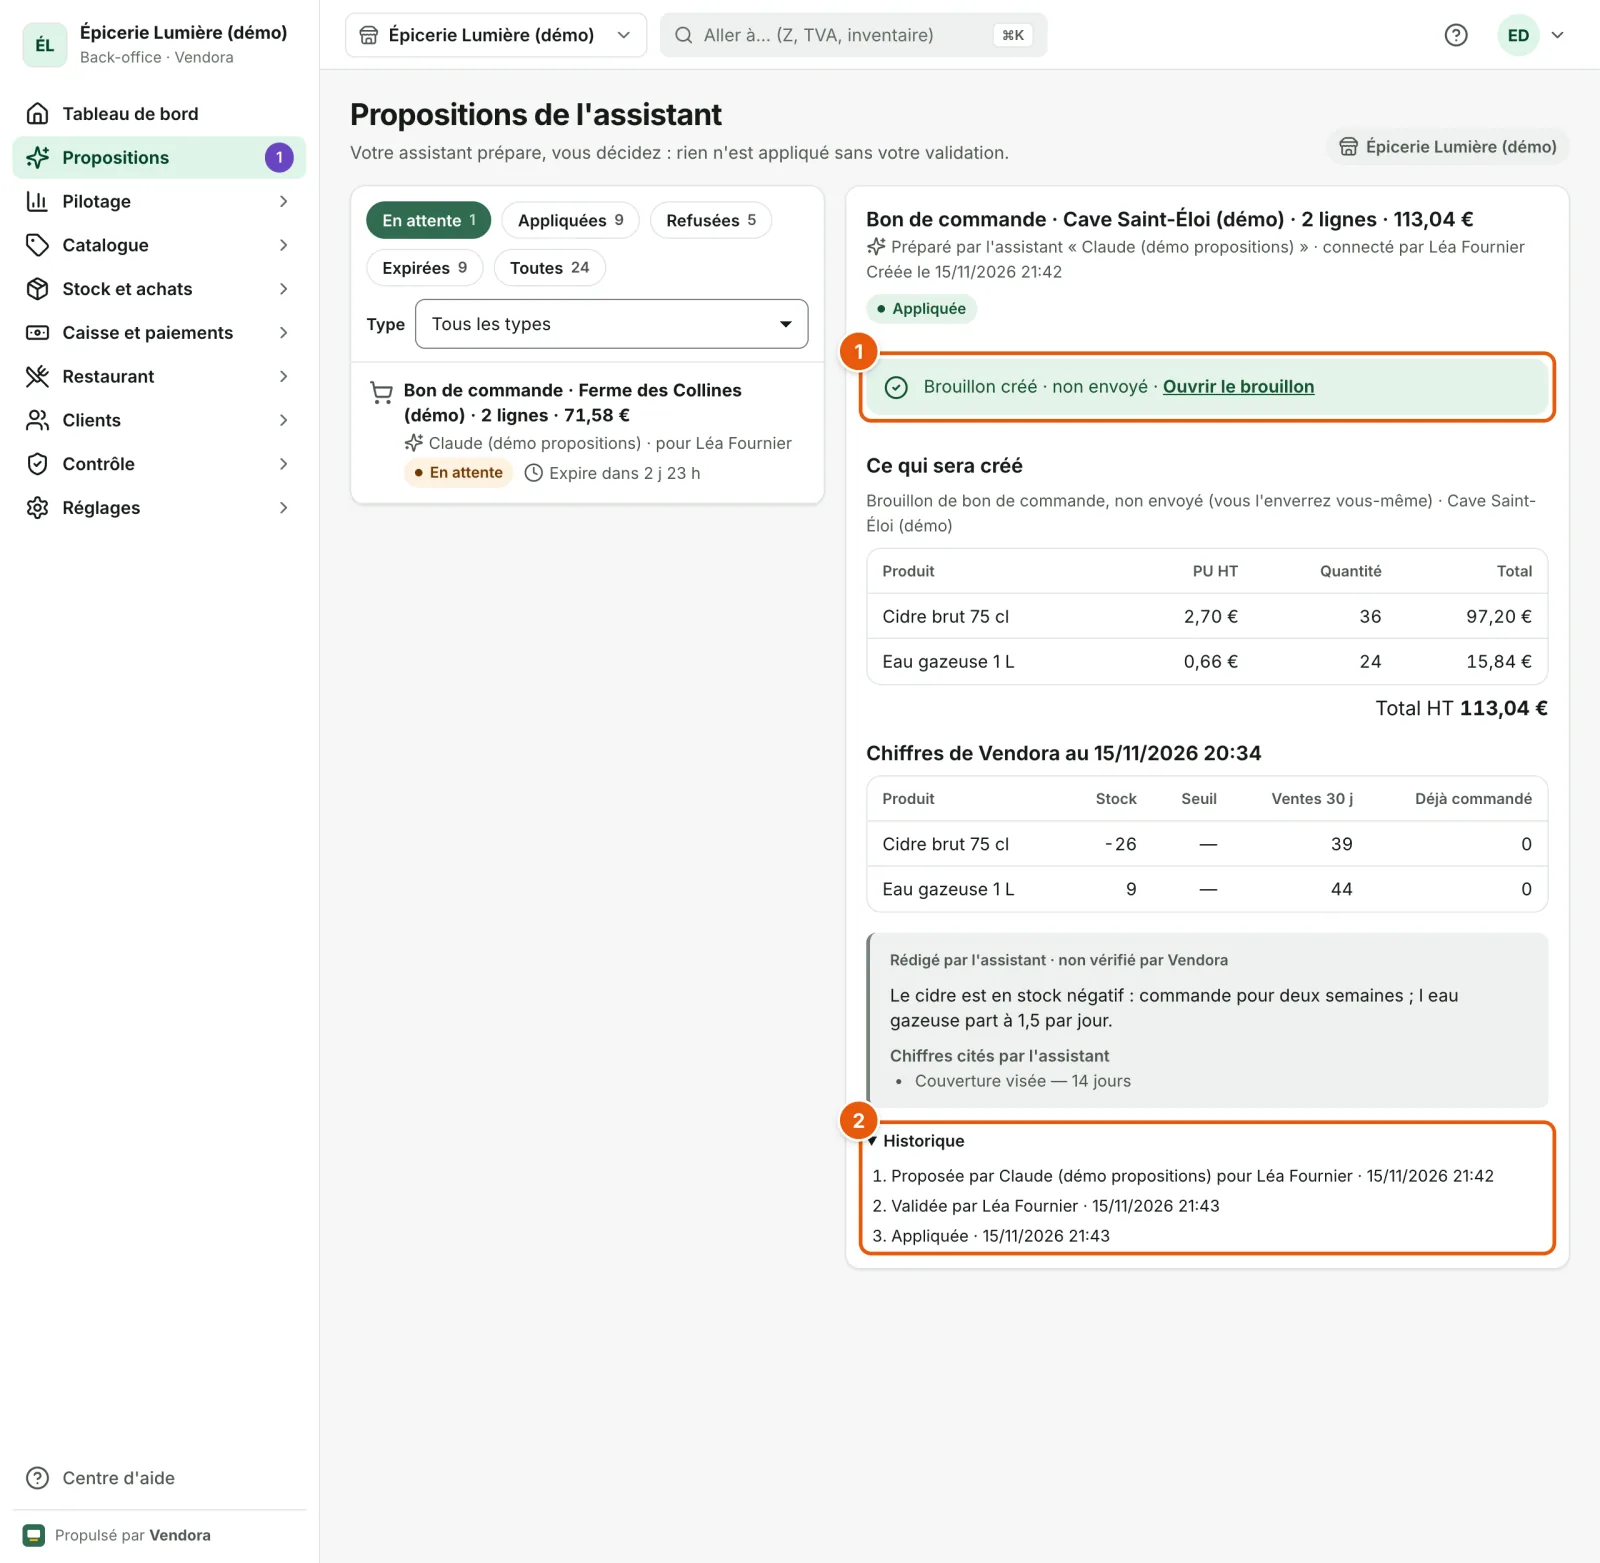 ÉL
Épicerie Lumière (démo)
Back-office · Vendora
Tableau de bord
Propositions 1
Pilotage
Catalogue
Stock et achats
Caisse et paiements
Restaurant
Clients
Contrôle
Réglages
Centre d'aide
Propulsé par Vendora
Épicerie Lumière (démo)
Aller à... (Z, TVA, inventaire) ⌘K
ED
Propositions de l'assistant
Votre assistant prépare, vous décidez : rien n'est appliqué sans votre validation.
Épicerie Lumière (démo)
En attente 1 Appliquées 9 Refusées 5
Expirées 9 Toutes 24
Type Tous les types
Bon de commande · Ferme des Collines
(démo) · 2 lignes · 71,58 €
Claude (démo propositions) · pour Léa Fournier
En attente Expire dans 2 j 23 h
Bon de commande · Cave Saint-Éloi (démo) · 2 lignes · 113,04 €
Préparé par l'assistant « Claude (démo propositions) » · connecté par Léa Fournier
Créée le 15/11/2026 21:42
Appliquée
1
Brouillon créé · non envoyé · Ouvrir le brouillon
Ce qui sera créé
Brouillon de bon de commande, non envoyé (vous l'enverrez vous-même) · Cave Saint-
Éloi (démo)
Produit PU HT Quantité Total
Cidre brut 75 cl 2,70 € 36 97,20 €
Eau gazeuse 1 L 0,66 € 24 15,84 €
Total HT 113,04 €
Chiffres de Vendora au 15/11/2026 20:34
Produit Stock Seuil Ventes 30 j Déjà commandé
Cidre brut 75 cl -26 — 39 0
Eau gazeuse 1 L 9 — 44 0
Rédigé par l'assistant · non vérifié par Vendora
Le cidre est en stock négatif : commande pour deux semaines ; l eau
gazeuse part à 1,5 par jour.
Chiffres cités par l'assistant
• Couverture visée — 14 jours
2
Historique
1. Proposée par Claude (démo propositions) pour Léa Fournier · 15/11/2026 21:42
2. Validée par Léa Fournier · 15/11/2026 21:43
3. Appliquée · 15/11/2026 21:43